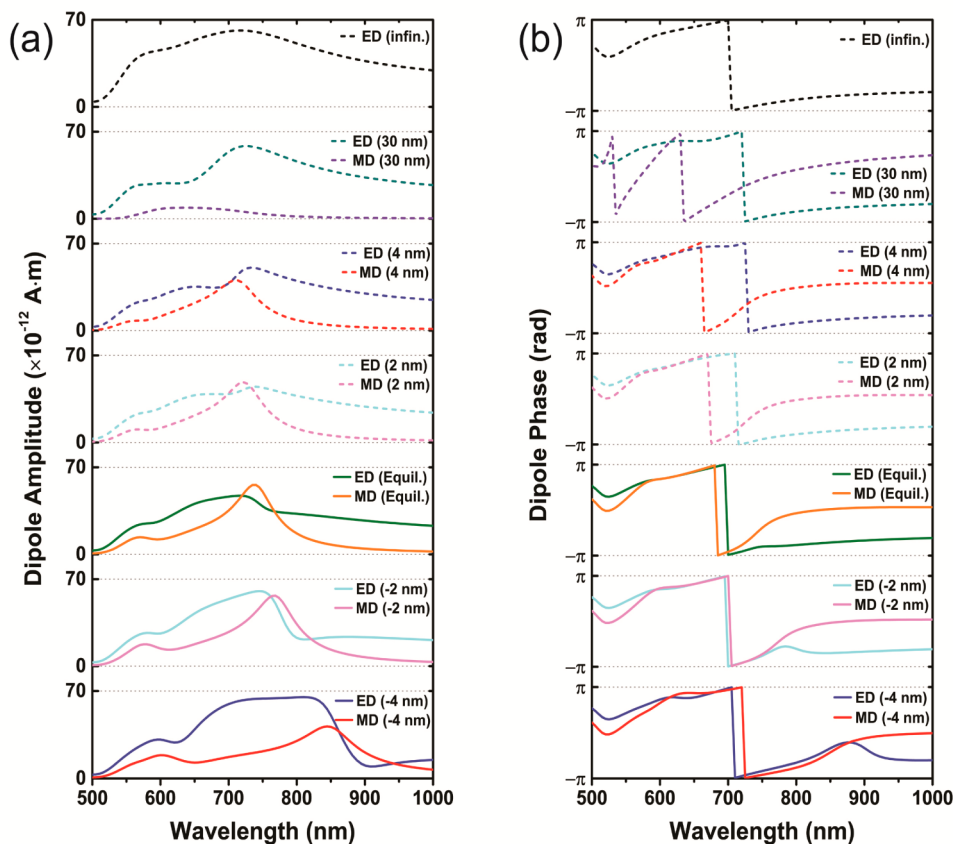 (a)
Dipole Amplitude (×10⁻¹² A·m)
70
0
70
0
70
0
70
0
70
0
70
0
70
0
ED (infin.)
ED (30 nm)
MD (30 nm)
ED (4 nm)
MD (4 nm)
ED (2 nm)
MD (2 nm)
ED (Equil.)
MD (Equil.)
ED (-2 nm)
MD (-2 nm)
ED (-4 nm)
MD (-4 nm)
500 600 700 800 900 1000
Wavelength (nm)
(b)
Dipole Phase (rad)
π
−π
π
−π
π
−π
π
−π
π
−π
π
−π
π
−π
ED (infin.)
ED (30 nm)
MD (30 nm)
ED (4 nm)
MD (4 nm)
ED (2 nm)
MD (2 nm)
ED (Equil.)
MD (Equil.)
ED (-2 nm)
MD (-2 nm)
ED (-4 nm)
MD (-4 nm)
500 600 700 800 900 1000
Wavelength (nm)